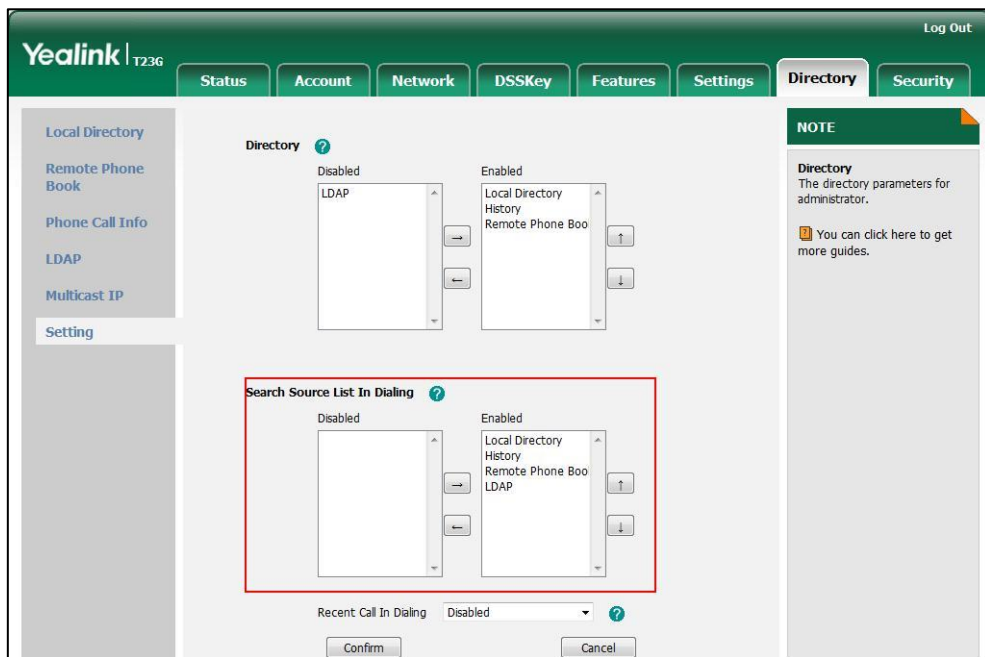 Log Out
Yealink T23G
Status Account Network DSSKey Features Settings Directory Security
Local Directory
Remote Phone
Book
Phone Call Info
LDAP
Multicast IP
Setting
Directory ?
Disabled Enabled
LDAP
Local Directory
History
Remote Phone Boo
→ ↑
← ↓
Search Source List In Dialing ?
Disabled Enabled
Local Directory
History
Remote Phone Boo
LDAP
→ ↑
← ↓
Recent Call In Dialing Disabled ?
Confirm Cancel
NOTE
Directory
The directory parameters for
administrator.
? You can click here to get
more guides.